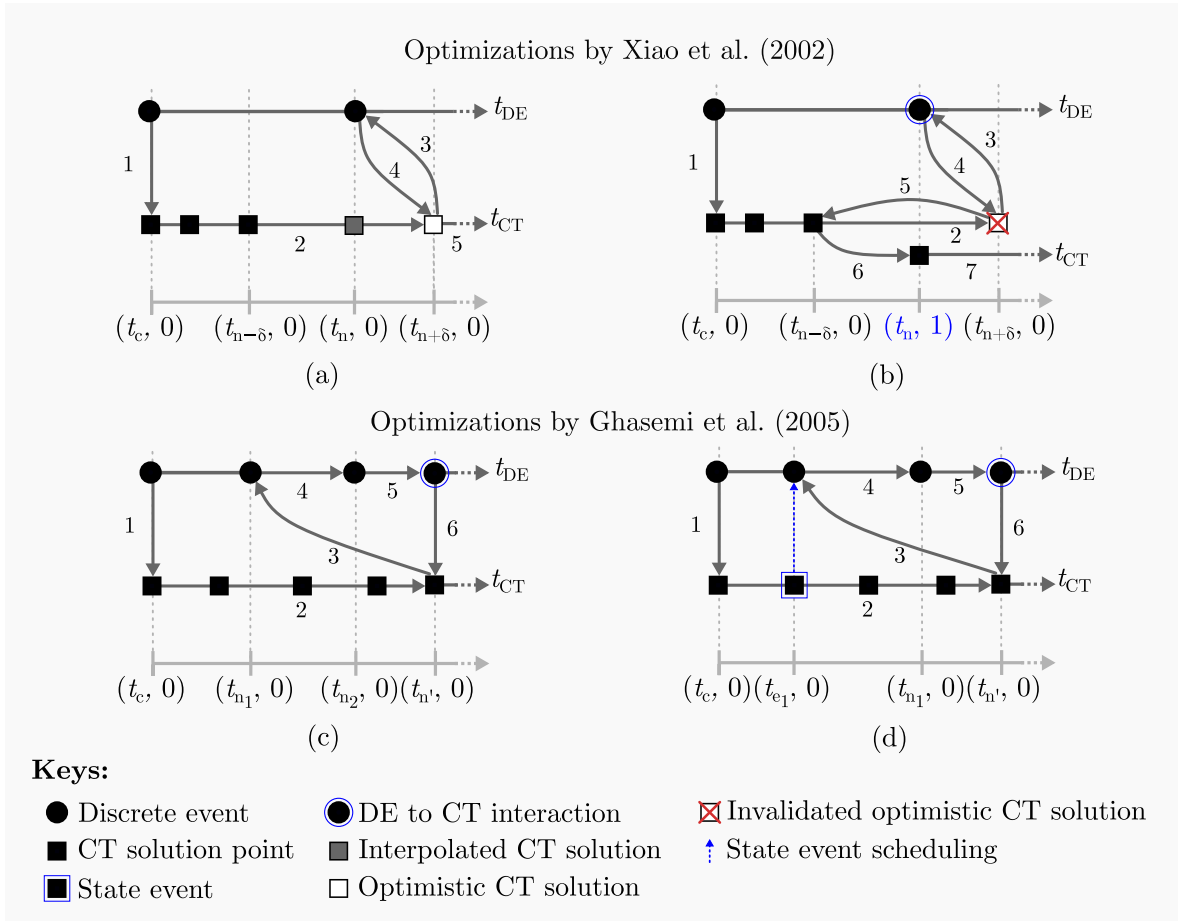 Optimizations by Xiao et al. (2002)
t_DE t_DE
1 3 4 1 3 4
5
t_CT
2 5 2
6 7 t_CT
(t_c, 0) (t_n−δ, 0) (t_n, 0) (t_n+δ, 0) (t_c, 0) (t_n−δ, 0) (t_n, 1) (t_n+δ, 0)
(a) (b)
Optimizations by Ghasemi et al. (2005)
t_DE t_DE
4 5 4 5
1 6 1 6
3 3
t_CT t_CT
2 2
(t_c, 0) (t_n1, 0) (t_n2, 0) (t_n', 0) (t_c, 0) (t_e1, 0) (t_n1, 0) (t_n', 0)
(c) (d)
Keys:
Discrete event DE to CT interaction Invalidated optimistic CT solution
CT solution point Interpolated CT solution State event scheduling
State event Optimistic CT solution